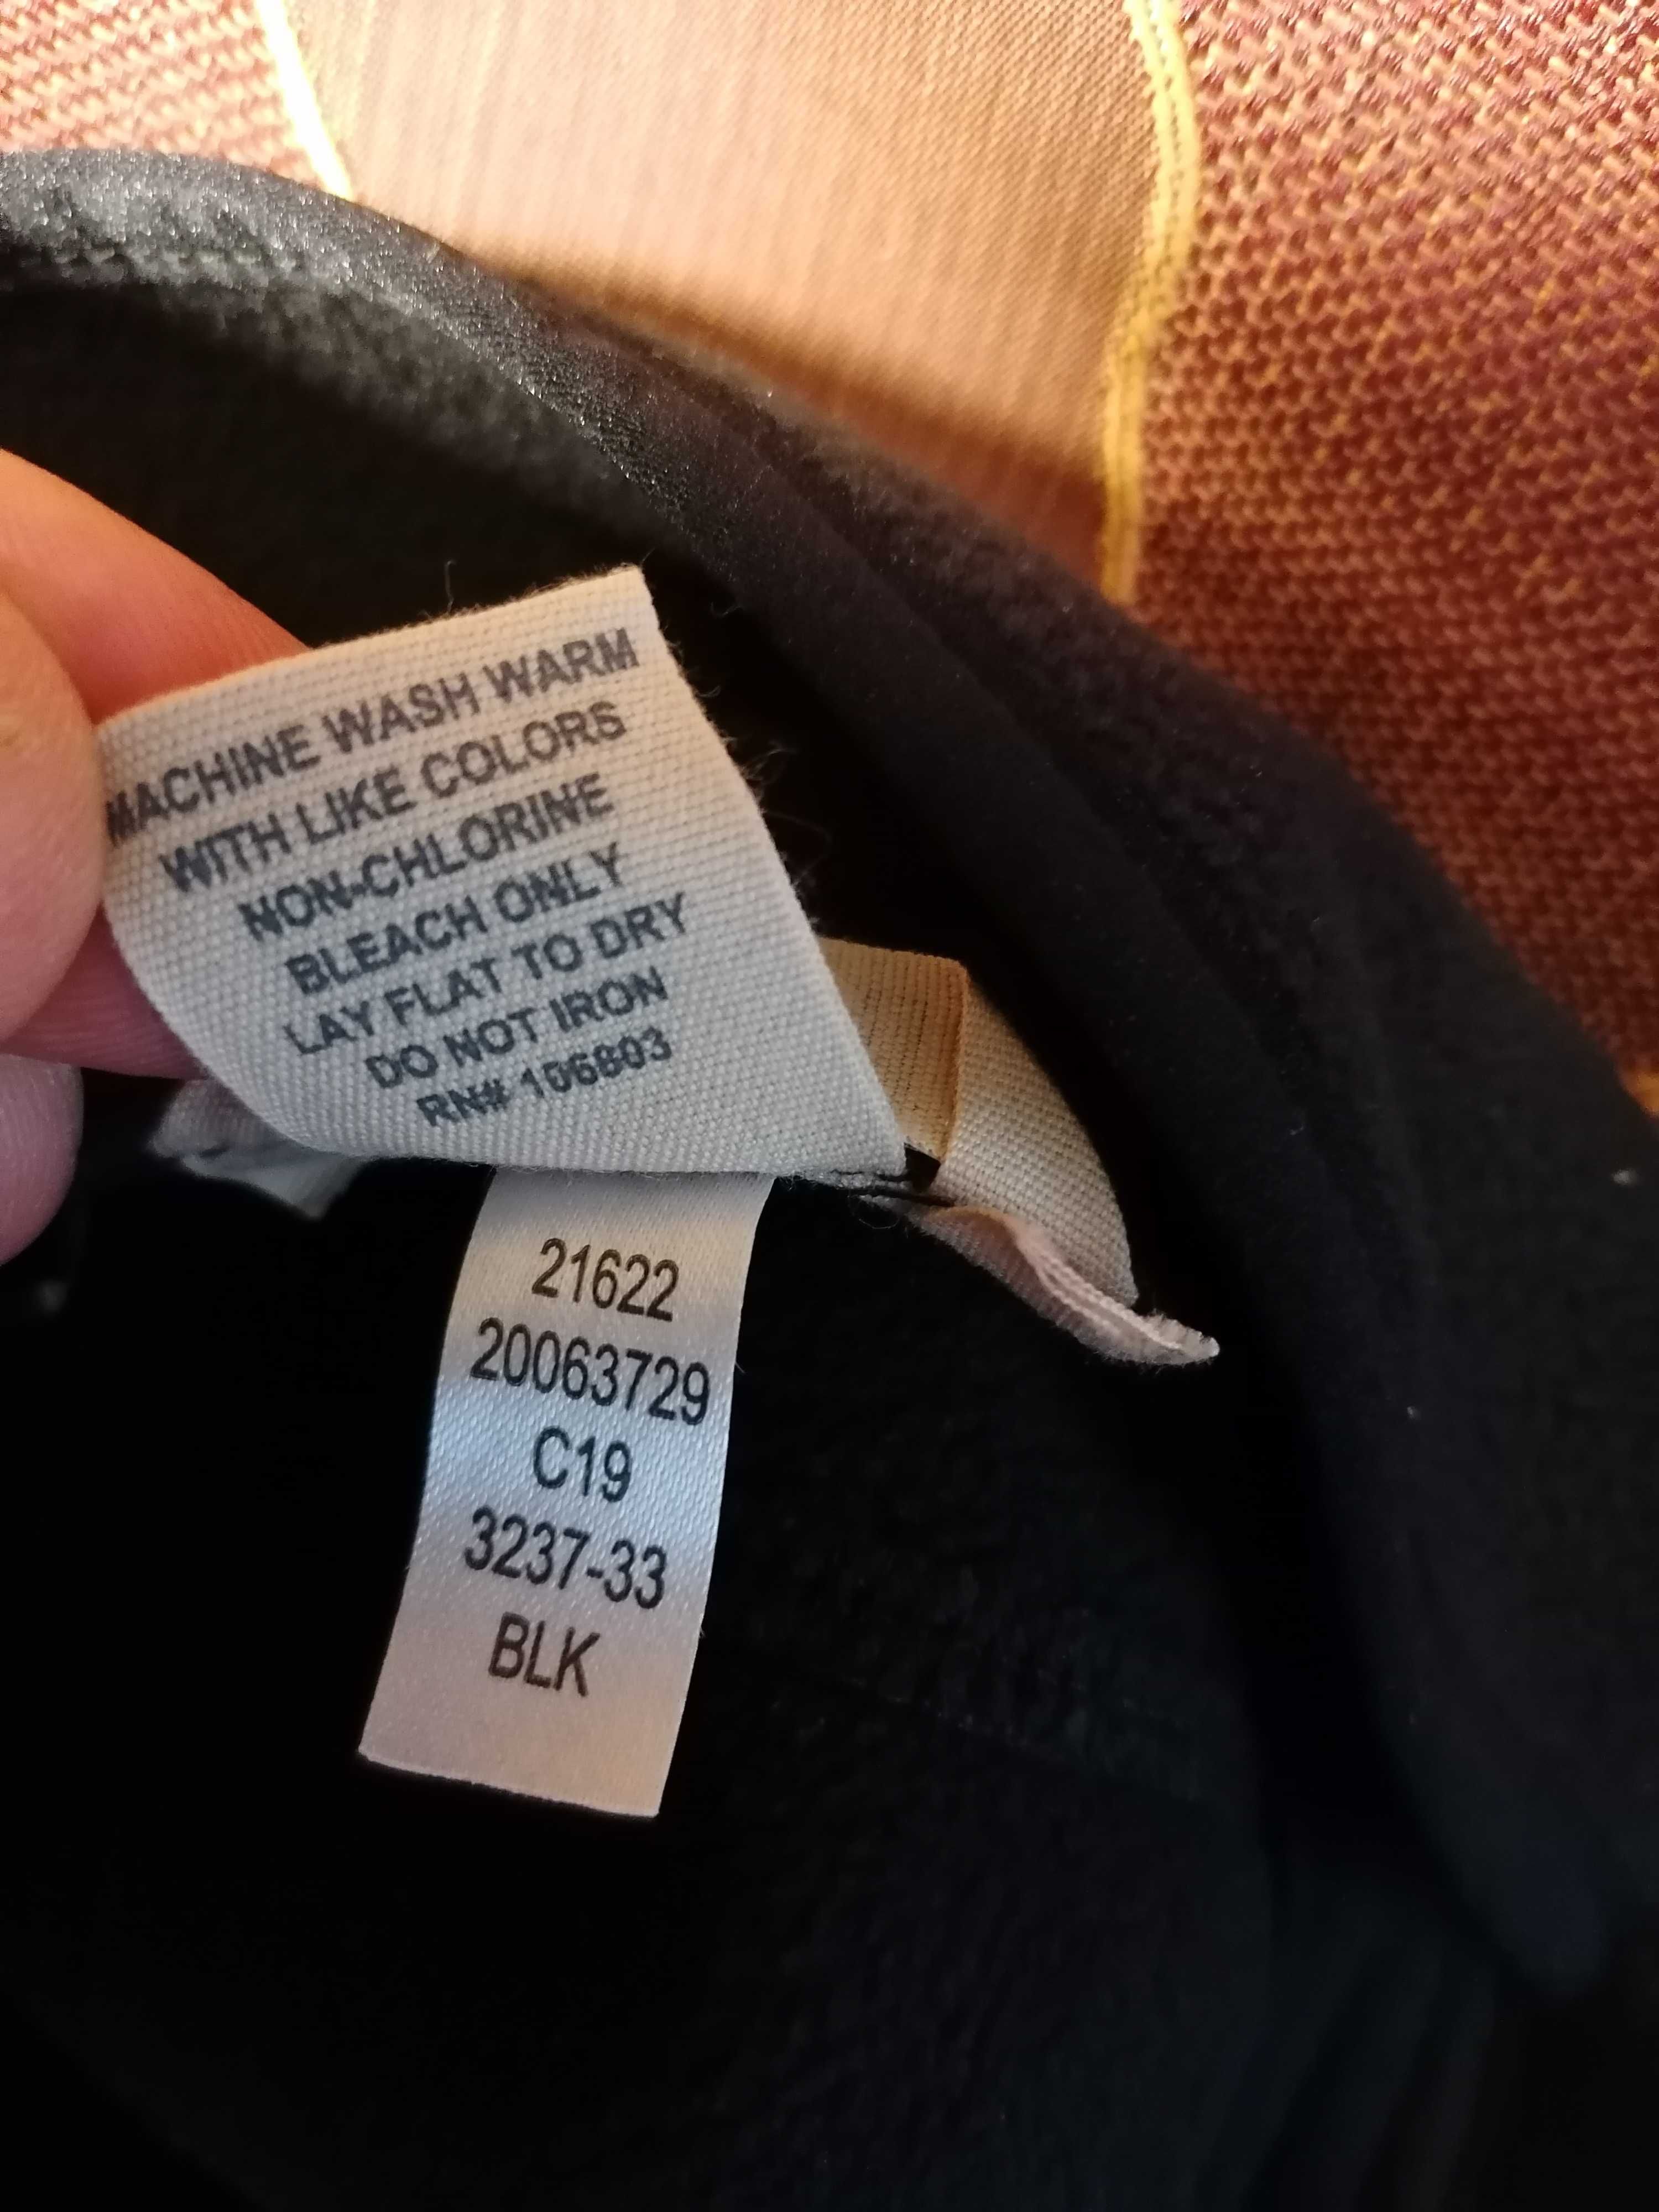 MACHINE WASH WARM
WITH LIKE COLORS
NON-CHLORINE
BLEACH ONLY
LAY FLAT TO DRY
DO NOT IRON
RN# 106803
21622
20063729
C19
3237-33
BLK